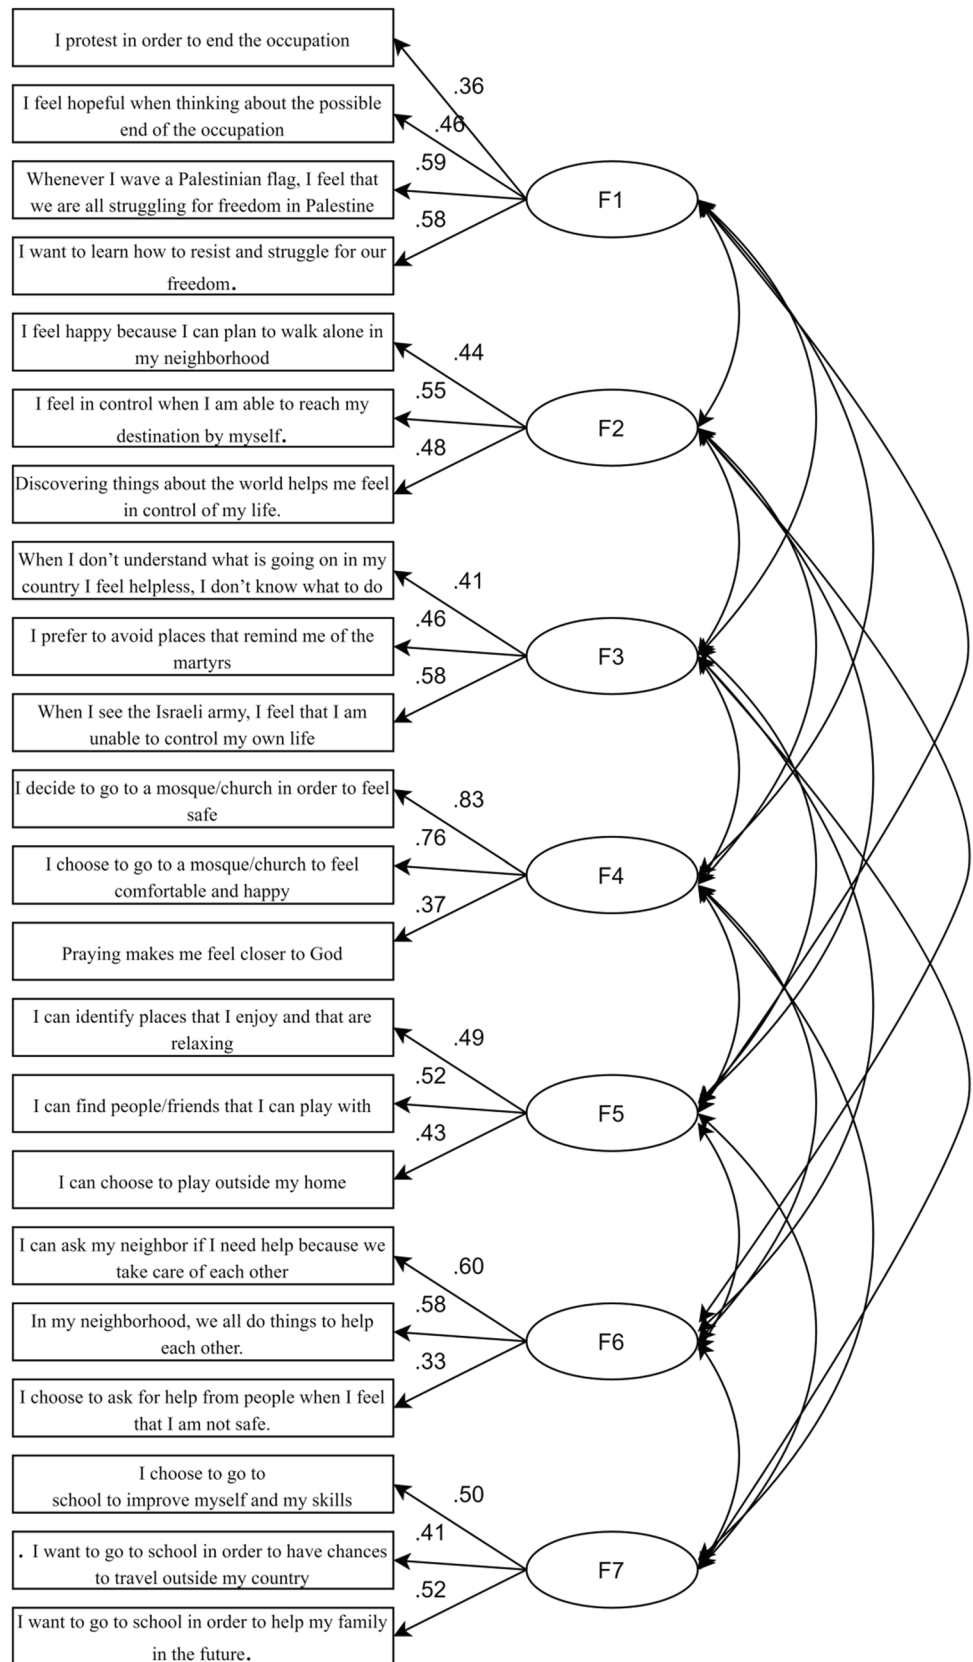 I protest in order to end the occupation
.36
I feel hopeful when thinking about the possible
end of the occupation
.46
Whenever I wave a Palestinian flag, I feel that
we are all struggling for freedom in Palestine
.59
I want to learn how to resist and struggle for our
freedom.
.58
F1
I feel happy because I can plan to walk alone in
my neighborhood
.44
I feel in control when I am able to reach my
destination by myself.
.55
Discovering things about the world helps me feel
in control of my life.
.48
F2
When I don’t understand what is going on in my
country I feel helpless, I don’t know what to do
.41
I prefer to avoid places that remind me of the
martyrs
.46
When I see the Israeli army, I feel that I am
unable to control my own life
.58
F3
I decide to go to a mosque/church in order to feel
safe
.83
I choose to go to a mosque/church to feel
comfortable and happy
.76
Praying makes me feel closer to God
.37
F4
I can identify places that I enjoy and that are
relaxing
.49
I can find people/friends that I can play with
.52
I can choose to play outside my home
.43
F5
I can ask my neighbor if I need help because we
take care of each other
.60
In my neighborhood, we all do things to help
each other.
.58
I choose to ask for help from people when I feel
that I am not safe.
.33
F6
I choose to go to
school to improve myself and my skills
.50
. I want to go to school in order to have chances
to travel outside my country
.41
I want to go to school in order to help my family
in the future.
.52
F7